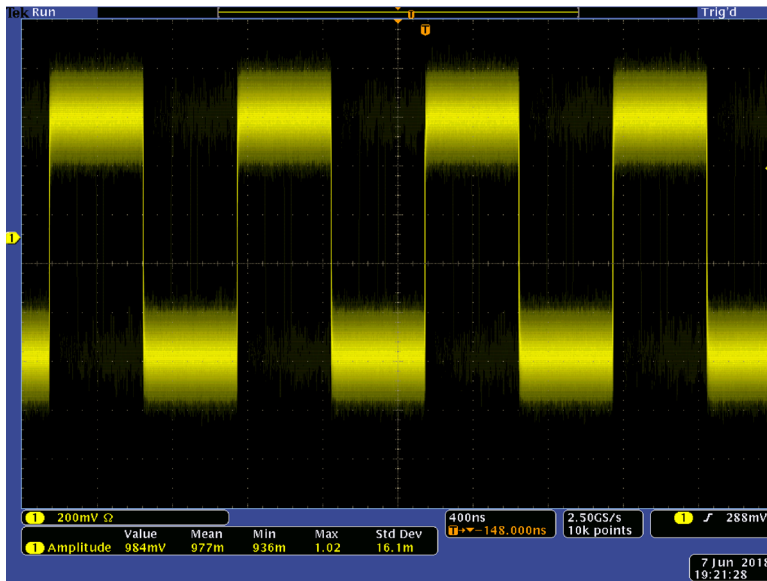 Tek Run Trig'd
T
T
1
1 200mV Ω 400ns 2.50GS/s 1 288mV
T→▼−148.000ns 10k points
Value Mean Min Max Std Dev
1 Amplitude 984mV 977m 936m 1.02 16.1m
7 Jun 2018
19:21:28